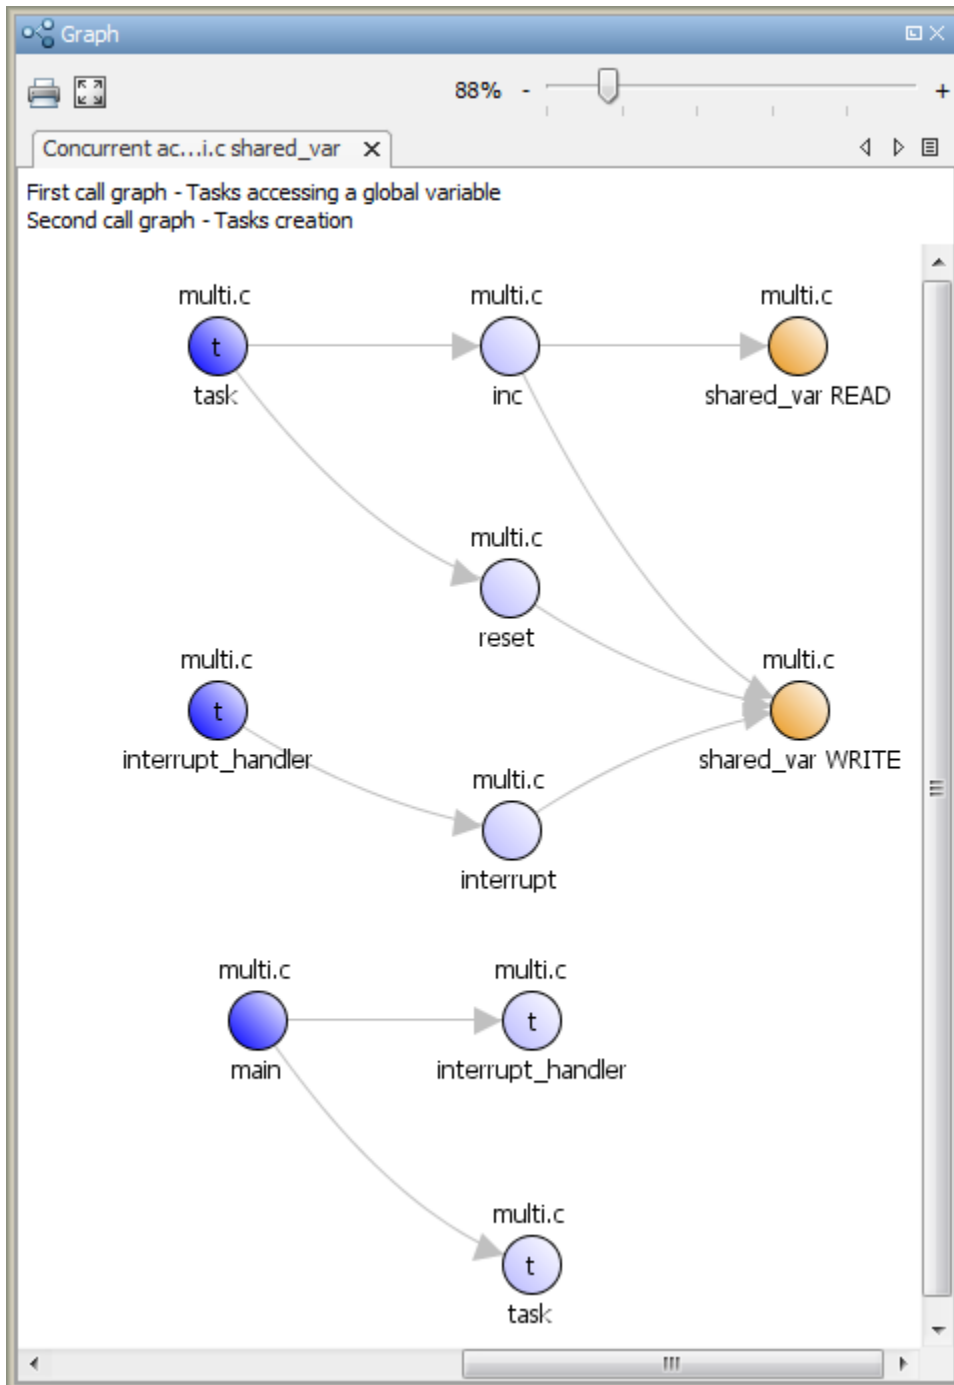 Graph
88% - +
Concurrent ac...i.c shared_var
First call graph - Tasks accessing a global variable
Second call graph - Tasks creation
multi.c multi.c multi.c
t
task inc shared_var READ
multi.c
reset
multi.c multi.c
t
interrupt_handler shared_var WRITE
multi.c
interrupt
multi.c multi.c
t
main interrupt_handler
multi.c
t
task